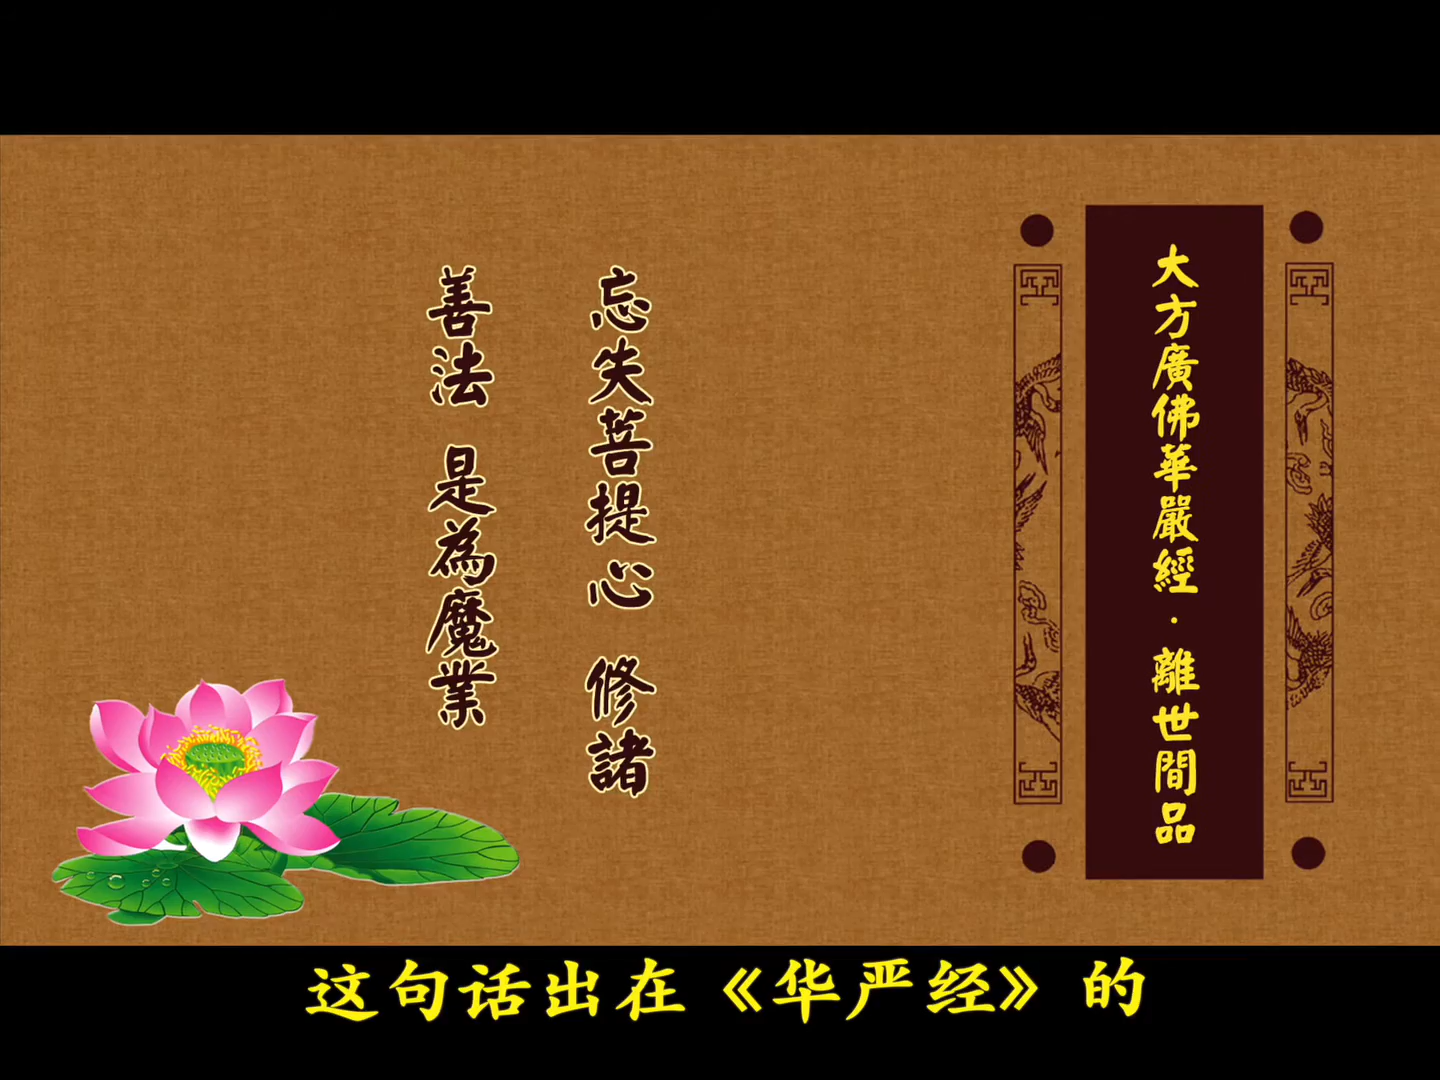 大方廣佛華嚴經·離世間品
忘失菩提心 修諸
善法 是為魔業
这句话出在《华严经》的